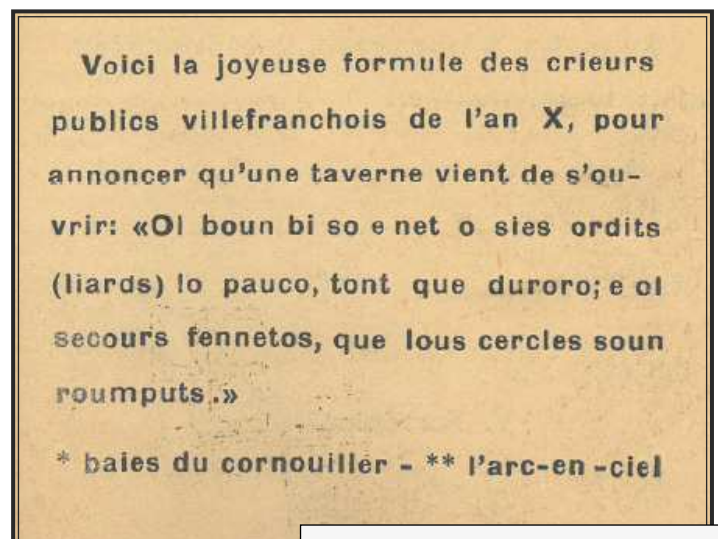 Voici la joyeuse formule des crieurs
publics villefranchois de l'an X, pour
annoncer qu'une taverne vient de s'ou-
vrir: «Ol boun bi so e net o sies ordits
(liards) lo pauco, tont que duroro; e ol
secours fennetos, que lous cercles soun
roumputs.»
* baies du cornouiller - ** l'arc-en-ciel